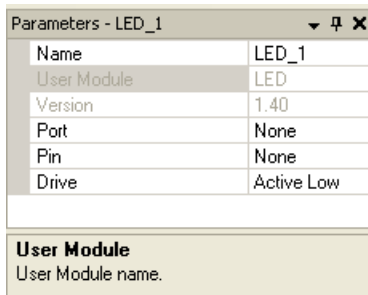 Parameters - LED_1
Name LED_1
User Module LED
Version 1.40
Port None
Pin None
Drive Active Low
User Module
User Module name.